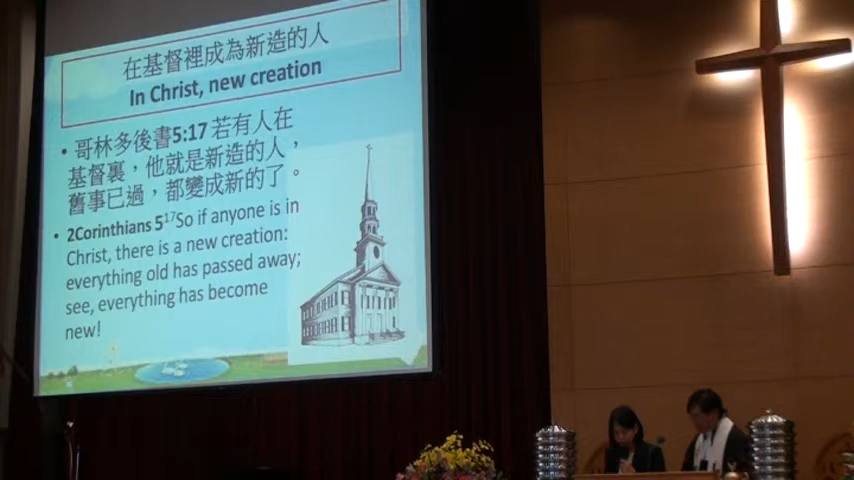 在基督裡成為新造的人
In Christ, new creation
• 哥林多後書5:17 若有人在
基督裏，他就是新造的人，
舊事已過，都變成新的了。
• 2Corinthians 5 17So if anyone is in
Christ, there is a new creation:
everything old has passed away;
see, everything has become
new!